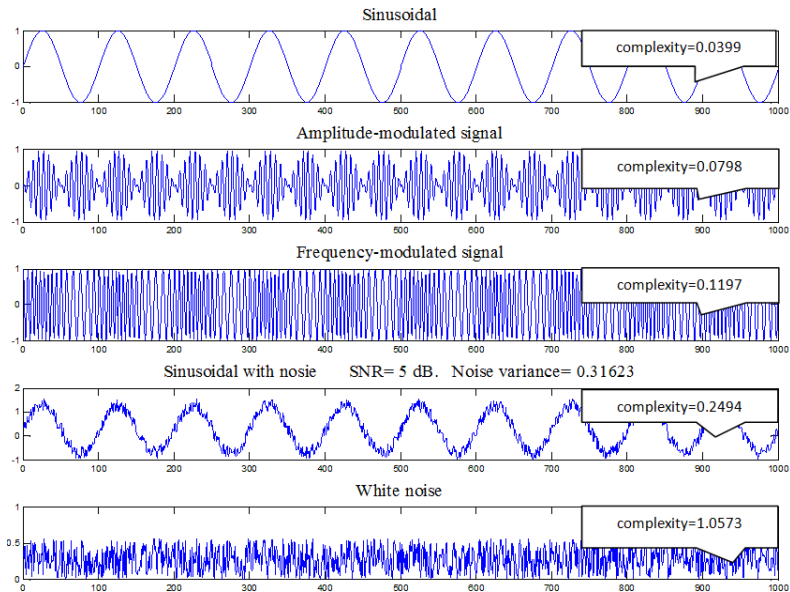 Sinusoidal
complexity=0.0399
1
0
-1
0 100 200 300 400 500 600 700 800 900 1000
Amplitude-modulated signal
complexity=0.0798
1
0
-1
0 100 200 300 400 500 600 700 800 900 1000
Frequency-modulated signal
complexity=0.1197
1
0
-1
0 100 200 300 400 500 600 700 800 900 1000
Sinusoidal with nosie SNR= 5 dB. Noise variance= 0.31623
complexity=0.2494
2
1
0
-1
0 100 200 300 400 500 600 700 800 900 1000
White noise
complexity=1.0573
1
0.5
0
0 100 200 300 400 500 600 700 800 900 1000